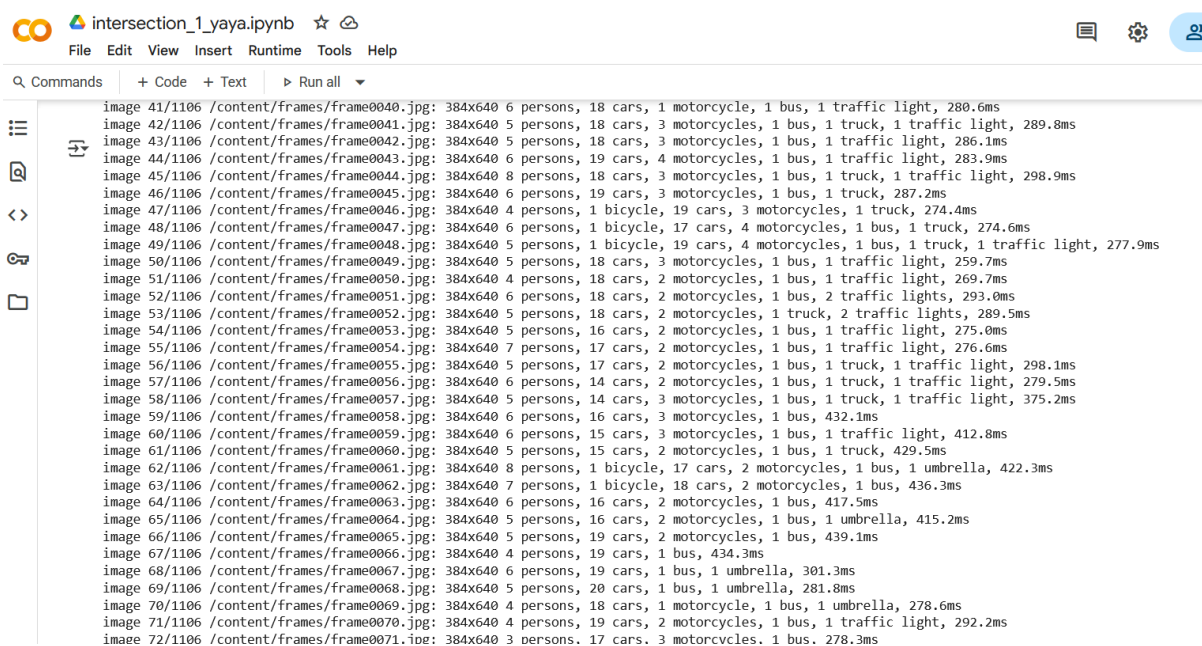 intersection_1_yaya.ipynb
File Edit View Insert Runtime Tools Help
Commands + Code + Text Run all
image 41/1106 /content/frames/frame0040.jpg: 384x640 6 persons, 18 cars, 1 motorcycle, 1 bus, 1 traffic light, 280.6ms
image 42/1106 /content/frames/frame0041.jpg: 384x640 5 persons, 18 cars, 3 motorcycles, 1 bus, 1 truck, 1 traffic light, 289.8ms
image 43/1106 /content/frames/frame0042.jpg: 384x640 5 persons, 18 cars, 3 motorcycles, 1 bus, 1 traffic light, 286.1ms
image 44/1106 /content/frames/frame0043.jpg: 384x640 6 persons, 19 cars, 4 motorcycles, 1 bus, 1 traffic light, 283.9ms
image 45/1106 /content/frames/frame0044.jpg: 384x640 8 persons, 18 cars, 3 motorcycles, 1 bus, 1 truck, 1 traffic light, 298.9ms
image 46/1106 /content/frames/frame0045.jpg: 384x640 6 persons, 19 cars, 3 motorcycles, 1 bus, 1 truck, 287.2ms
image 47/1106 /content/frames/frame0046.jpg: 384x640 4 persons, 1 bicycle, 19 cars, 3 motorcycles, 1 truck, 274.4ms
image 48/1106 /content/frames/frame0047.jpg: 384x640 6 persons, 1 bicycle, 17 cars, 4 motorcycles, 1 bus, 1 truck, 274.6ms
image 49/1106 /content/frames/frame0048.jpg: 384x640 5 persons, 1 bicycle, 19 cars, 4 motorcycles, 1 bus, 1 truck, 1 traffic light, 277.9ms
image 50/1106 /content/frames/frame0049.jpg: 384x640 5 persons, 18 cars, 3 motorcycles, 1 bus, 1 traffic light, 259.7ms
image 51/1106 /content/frames/frame0050.jpg: 384x640 4 persons, 18 cars, 2 motorcycles, 1 bus, 1 traffic light, 269.7ms
image 52/1106 /content/frames/frame0051.jpg: 384x640 6 persons, 18 cars, 2 motorcycles, 1 bus, 2 traffic lights, 293.0ms
image 53/1106 /content/frames/frame0052.jpg: 384x640 5 persons, 18 cars, 2 motorcycles, 1 truck, 2 traffic lights, 289.5ms
image 54/1106 /content/frames/frame0053.jpg: 384x640 5 persons, 16 cars, 2 motorcycles, 1 bus, 1 traffic light, 275.0ms
image 55/1106 /content/frames/frame0054.jpg: 384x640 7 persons, 17 cars, 2 motorcycles, 1 bus, 1 traffic light, 276.6ms
image 56/1106 /content/frames/frame0055.jpg: 384x640 5 persons, 17 cars, 2 motorcycles, 1 bus, 1 truck, 1 traffic light, 298.1ms
image 57/1106 /content/frames/frame0056.jpg: 384x640 6 persons, 14 cars, 2 motorcycles, 1 bus, 1 truck, 1 traffic light, 279.5ms
image 58/1106 /content/frames/frame0057.jpg: 384x640 5 persons, 14 cars, 3 motorcycles, 1 bus, 1 truck, 1 traffic light, 375.2ms
image 59/1106 /content/frames/frame0058.jpg: 384x640 6 persons, 16 cars, 3 motorcycles, 1 bus, 432.1ms
image 60/1106 /content/frames/frame0059.jpg: 384x640 6 persons, 15 cars, 3 motorcycles, 1 bus, 1 traffic light, 412.8ms
image 61/1106 /content/frames/frame0060.jpg: 384x640 5 persons, 15 cars, 2 motorcycles, 1 bus, 1 truck, 429.5ms
image 62/1106 /content/frames/frame0061.jpg: 384x640 8 persons, 1 bicycle, 17 cars, 2 motorcycles, 1 bus, 1 umbrella, 422.3ms
image 63/1106 /content/frames/frame0062.jpg: 384x640 7 persons, 1 bicycle, 18 cars, 2 motorcycles, 1 bus, 436.3ms
image 64/1106 /content/frames/frame0063.jpg: 384x640 6 persons, 16 cars, 2 motorcycles, 1 bus, 417.5ms
image 65/1106 /content/frames/frame0064.jpg: 384x640 5 persons, 16 cars, 2 motorcycles, 1 bus, 1 umbrella, 415.2ms
image 66/1106 /content/frames/frame0065.jpg: 384x640 5 persons, 19 cars, 2 motorcycles, 1 bus, 439.1ms
image 67/1106 /content/frames/frame0066.jpg: 384x640 4 persons, 19 cars, 1 bus, 434.3ms
image 68/1106 /content/frames/frame0067.jpg: 384x640 6 persons, 19 cars, 1 bus, 1 umbrella, 301.3ms
image 69/1106 /content/frames/frame0068.jpg: 384x640 5 persons, 20 cars, 1 bus, 1 umbrella, 281.8ms
image 70/1106 /content/frames/frame0069.jpg: 384x640 4 persons, 18 cars, 1 motorcycle, 1 bus, 1 umbrella, 278.6ms
image 71/1106 /content/frames/frame0070.jpg: 384x640 4 persons, 19 cars, 2 motorcycles, 1 bus, 1 traffic light, 292.2ms
image 72/1106 /content/frames/frame0071.jpg: 384x640 3 persons, 17 cars, 3 motorcycles, 1 bus, 278.3ms